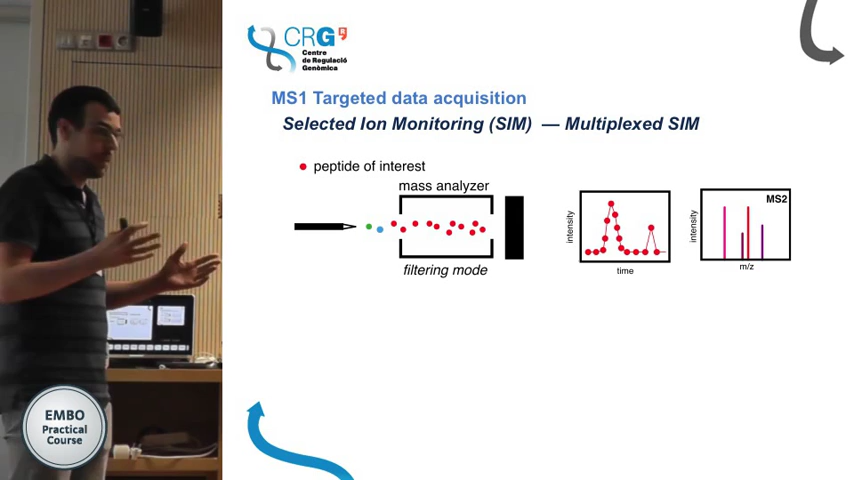 CRG
Centre
de Regulació
Genòmica
MS1 Targeted data acquisition
Selected Ion Monitoring (SIM) — Multiplexed SIM
peptide of interest
mass analyzer
filtering mode
intensity
time
intensity
MS2
m/z
EMBO
Practical
Course